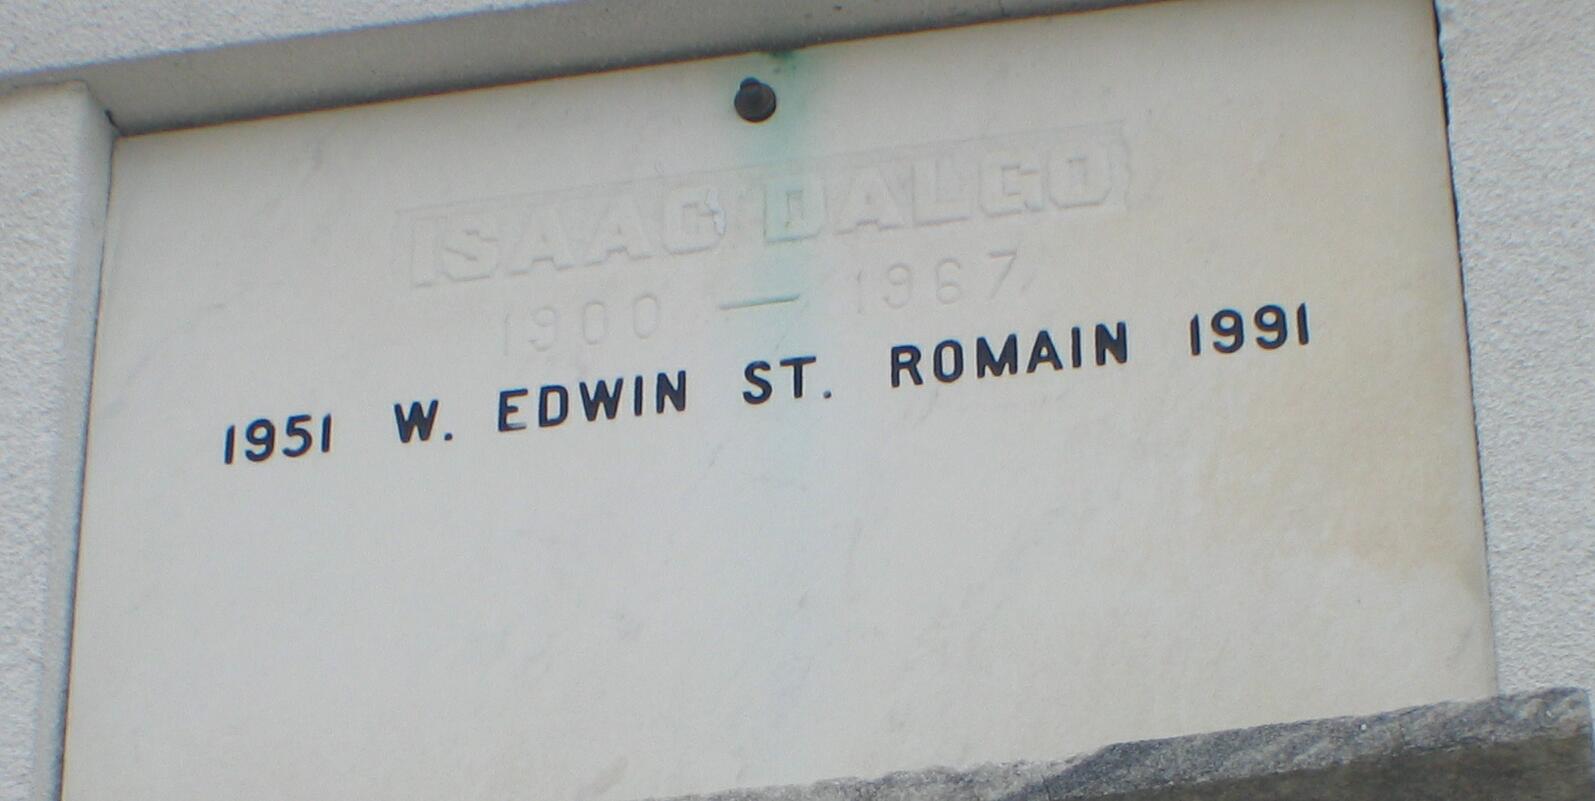 ISAAC DALGO
1900 — 1967
1951 W. EDWIN ST. ROMAIN 1991